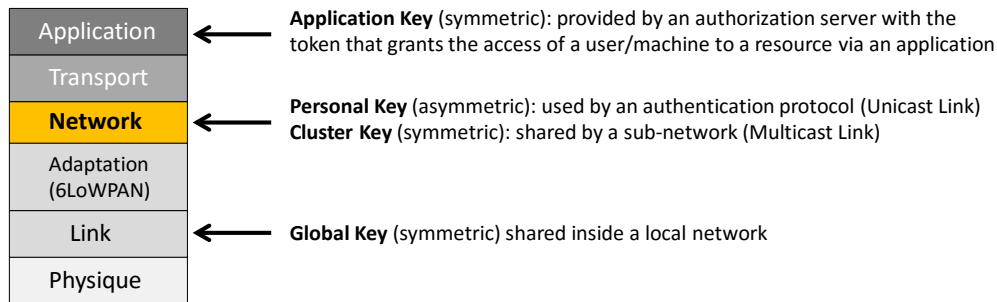 Application
Transport
Network
Adaptation
(6LoWPAN)
Link
Physique
Application Key (symmetric): provided by an authorization server with the
token that grants the access of a user/machine to a resource via an application
Personal Key (asymmetric): used by an authentication protocol (Unicast Link)
Cluster Key (symmetric): shared by a sub-network (Multicast Link)
Global Key (symmetric) shared inside a local network